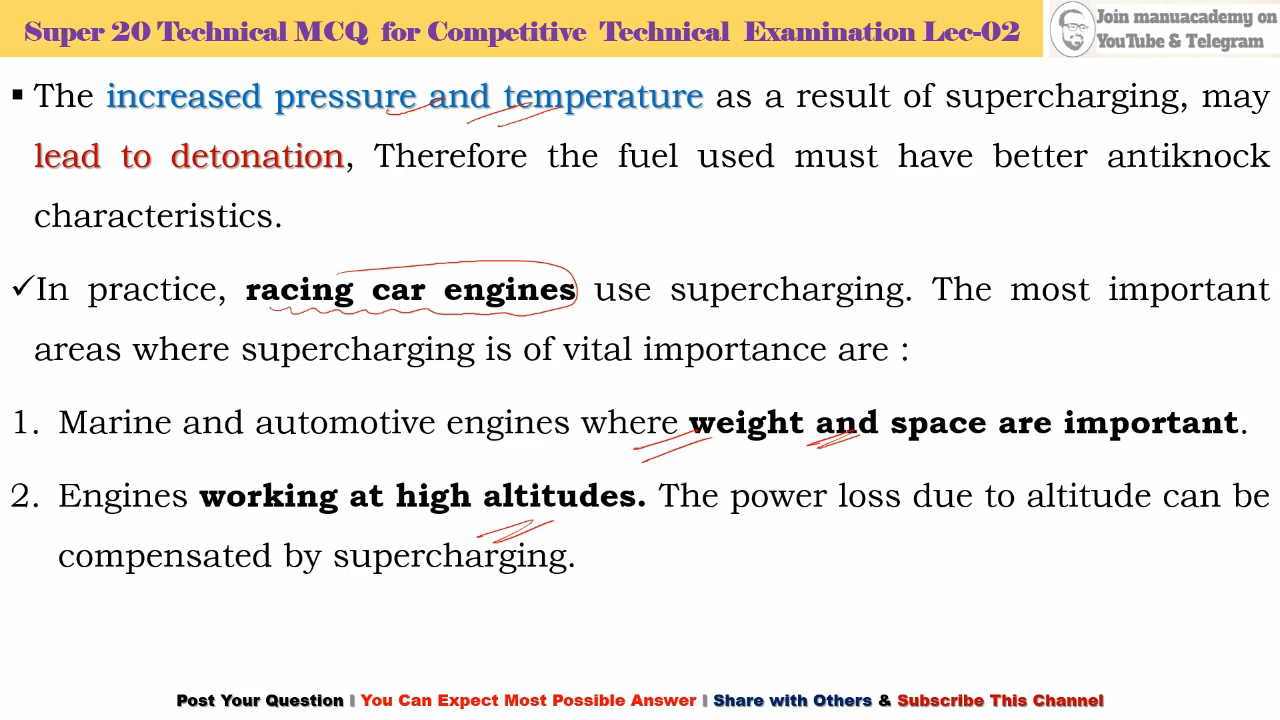 Super 20 Technical MCQ for Competitive Technical Examination Lec-02
Join manuacademy on
YouTube & Telegram
▪ The increased pressure and temperature as a result of supercharging, may
lead to detonation, Therefore the fuel used must have better antiknock
characteristics.
✓In practice, racing car engines use supercharging. The most important
areas where supercharging is of vital importance are :
1. Marine and automotive engines where weight and space are important.
2. Engines working at high altitudes. The power loss due to altitude can be
compensated by supercharging.
Post Your Question | You Can Expect Most Possible Answer | Share with Others & Subscribe This Channel